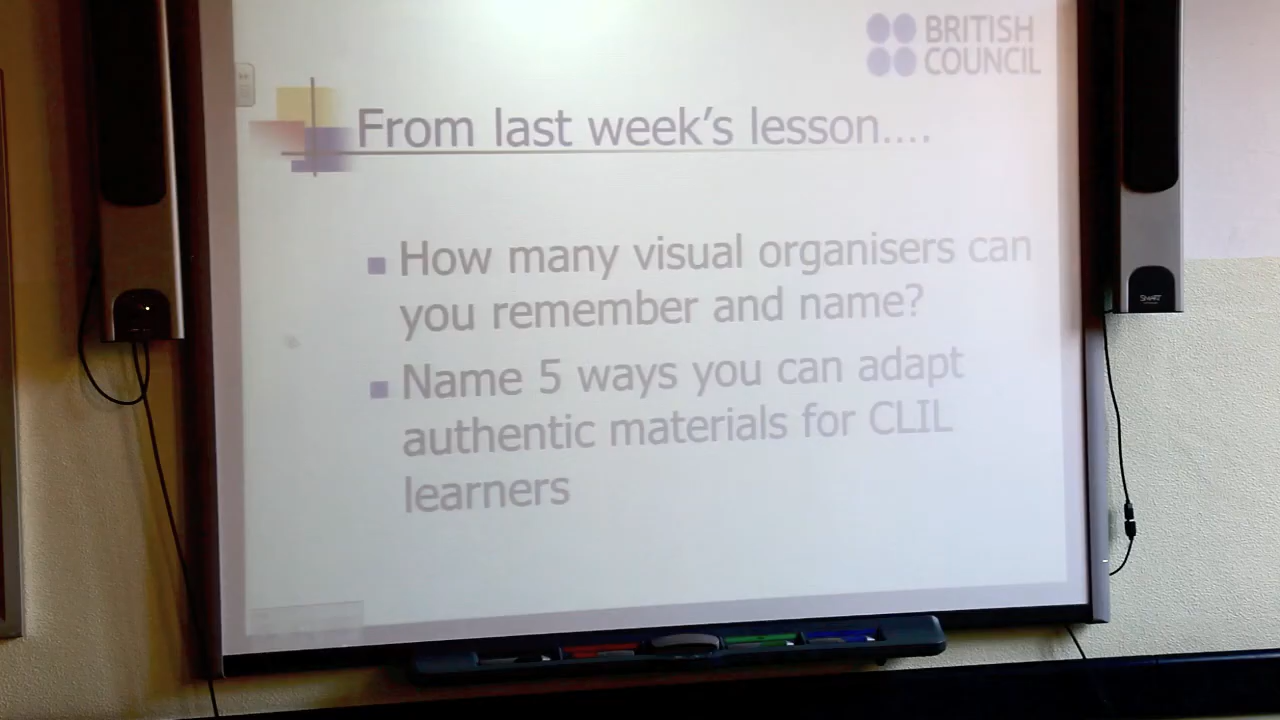 BRITISH
COUNCIL
From last week's lesson....
How many visual organisers can
you remember and name?
Name 5 ways you can adapt
authentic materials for CLIL
learners
SMART